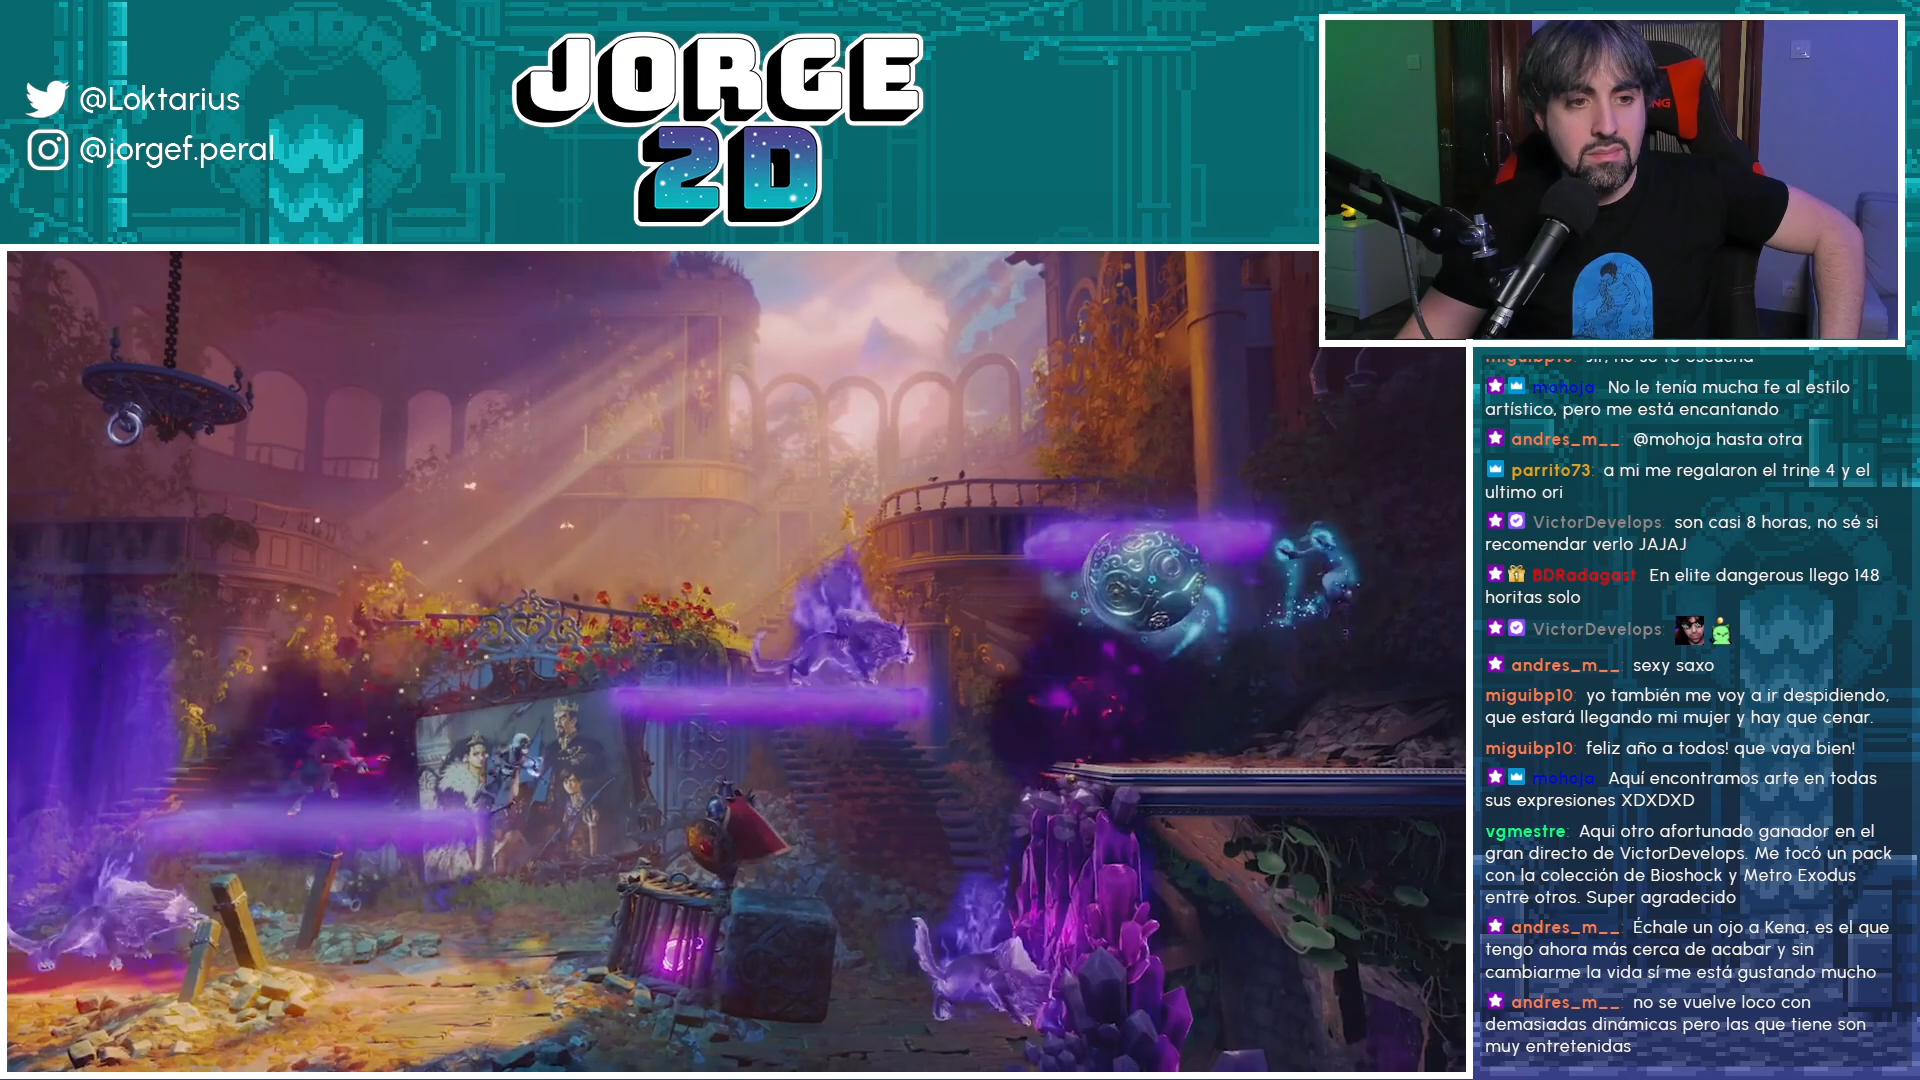 @Loktarius
@jorgef.peral
JORGE
2D
mohoja: No le tenía mucha fe al estilo
artístico, pero me está encantando
andres_m__: @mohoja hasta otra
parrito73: a mi me regalaron el trine 4 y el
ultimo ori
VictorDevelops: son casi 8 horas, no sé si
recomendar verlo JAJAJ
BDRadagast: En elite dangerous llego 148
horitas solo
VictorDevelops:
andres_m__: sexy saxo
miguibp10: yo también me voy a ir despidiendo,
que estará llegando mi mujer y hay que cenar.
miguibp10: feliz año a todos! que vaya bien!
mohoja: Aquí encontramos arte en todas
sus expresiones XDXDXD
vgmestre: Aqui otro afortunado ganador en el
gran directo de VictorDevelops. Me tocó un pack
con la colección de Bioshock y Metro Exodus
entre otros. Super agradecido
andres_m__: Échale un ojo a Kena, es el que
tengo ahora más cerca de acabar y sin
cambiarme la vida sí me está gustando mucho
andres_m__: no se vuelve loco con
demasiadas dinámicas pero las que tiene son
muy entretenidas